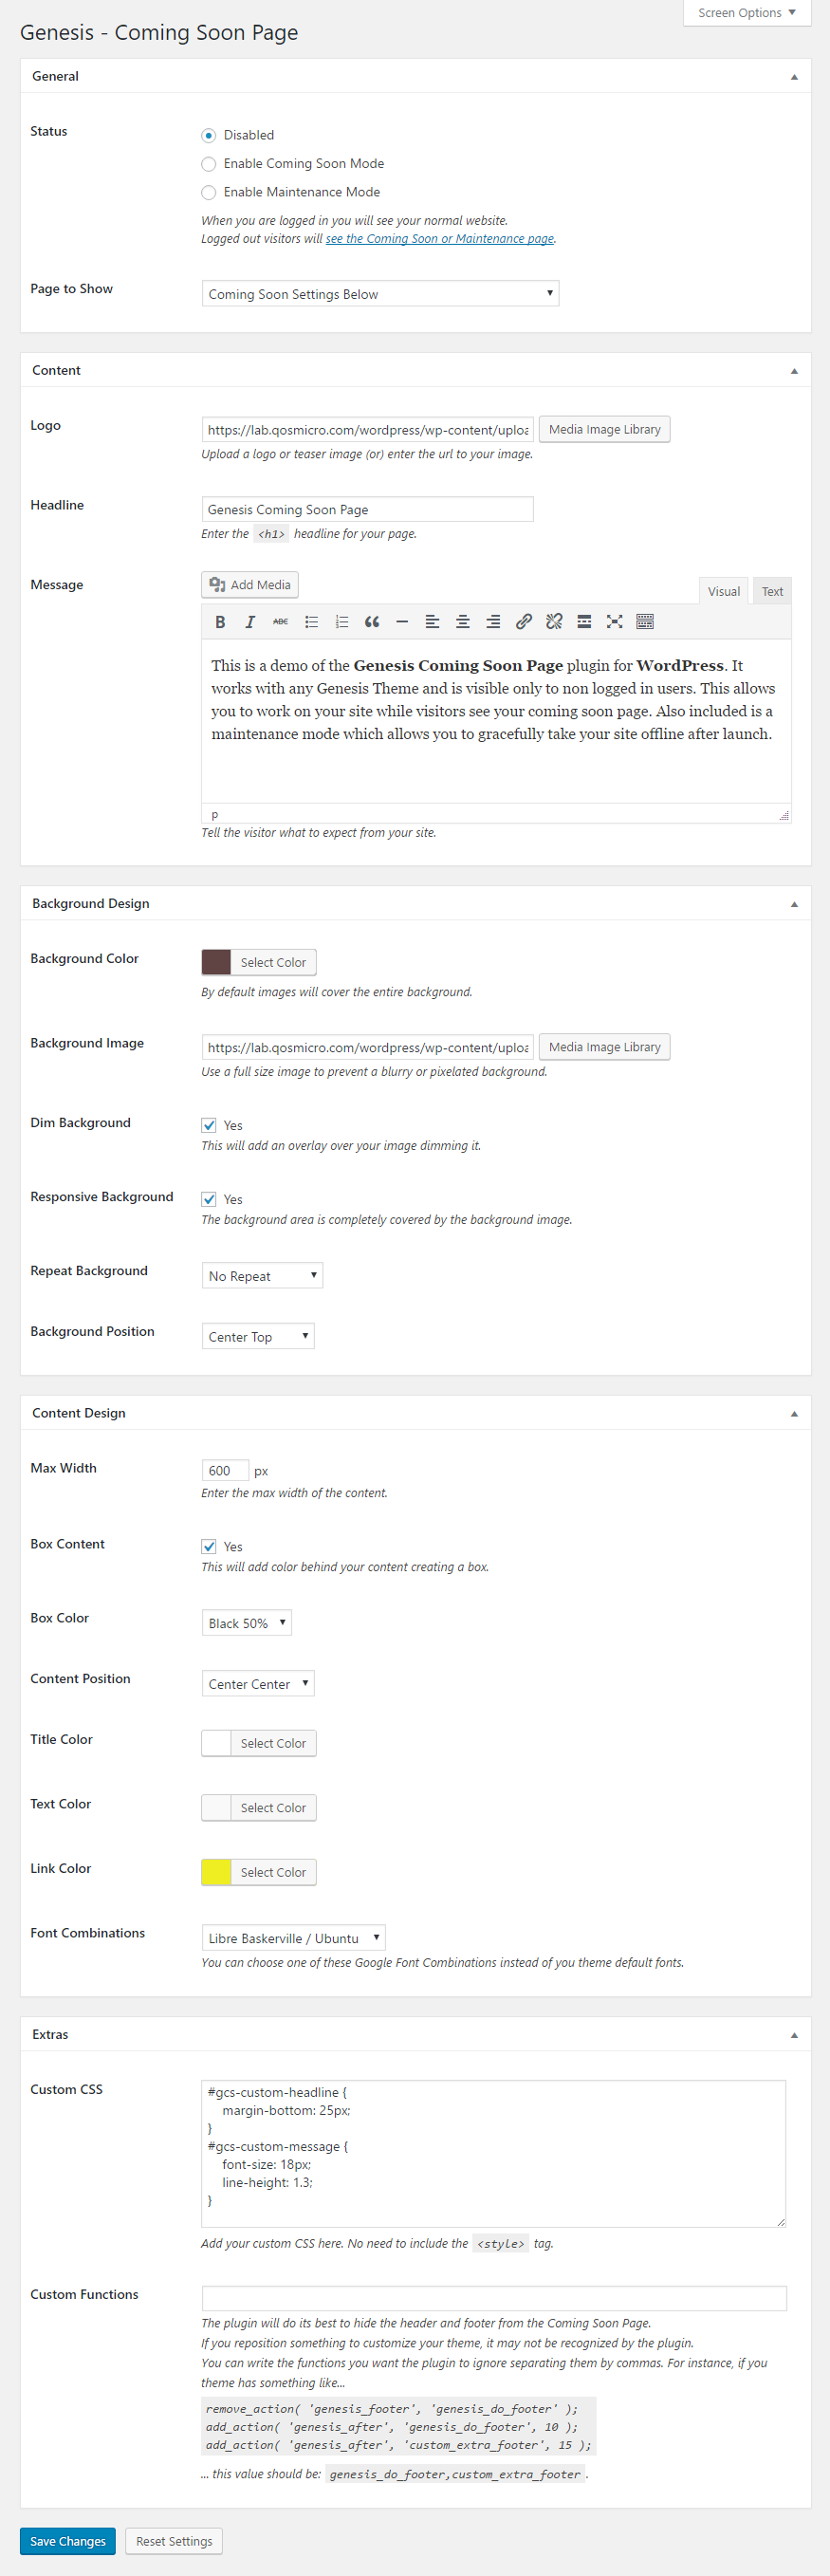 Screen Options
Genesis - Coming Soon Page
General
Status
Disabled
Enable Coming Soon Mode
Enable Maintenance Mode
When you are logged in you will see your normal website.
Logged out visitors will see the Coming Soon or Maintenance page.
Page to Show
Coming Soon Settings Below
Content
Logo
https://lab.qosmicro.com/wordpress/wp-content/uploa
Media Image Library
Upload a logo or teaser image (or) enter the url to your image.
Headline
Genesis Coming Soon Page
Enter the <h1> headline for your page.
Message
Add Media
Visual
Text
B I ABC
This is a demo of the Genesis Coming Soon Page plugin for WordPress. It
works with any Genesis Theme and is visible only to non logged in users. This allows
you to work on your site while visitors see your coming soon page. Also included is a
maintenance mode which allows you to gracefully take your site offline after launch.
p
Tell the visitor what to expect from your site.
Background Design
Background Color
Select Color
By default images will cover the entire background.
Background Image
https://lab.qosmicro.com/wordpress/wp-content/uploa
Media Image Library
Use a full size image to prevent a blurry or pixelated background.
Dim Background
Yes
This will add an overlay over your image dimming it.
Responsive Background
Yes
The background area is completely covered by the background image.
Repeat Background
No Repeat
Background Position
Center Top
Content Design
Max Width
600 px
Enter the max width of the content.
Box Content
Yes
This will add color behind your content creating a box.
Box Color
Black 50%
Content Position
Center Center
Title Color
Select Color
Text Color
Select Color
Link Color
Select Color
Font Combinations
Libre Baskerville / Ubuntu
You can choose one of these Google Font Combinations instead of you theme default fonts.
Extras
Custom CSS
#gcs-custom-headline {
margin-bottom: 25px;
}
#gcs-custom-message {
font-size: 18px;
line-height: 1.3;
}
Add your custom CSS here. No need to include the <style> tag.
Custom Functions
The plugin will do its best to hide the header and footer from the Coming Soon Page.
If you reposition something to customize your theme, it may not be recognized by the plugin.
You can write the functions you want the plugin to ignore separating them by commas. For instance, if you
theme has something like...
remove_action( 'genesis_footer', 'genesis_do_footer' );
add_action( 'genesis_after', 'genesis_do_footer', 10 );
add_action( 'genesis_after', 'custom_extra_footer', 15 );
... this value should be: genesis_do_footer,custom_extra_footer .
Save Changes
Reset Settings